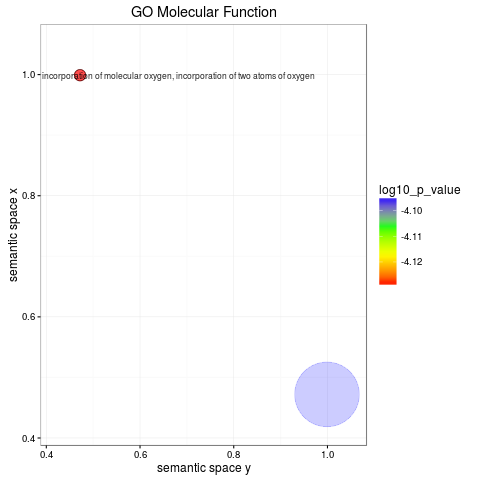 GO Molecular Function
1.0
incorporation of molecular oxygen, incorporation of two atoms of oxygen
0.8
0.6
0.4
semantic space x
0.4 0.6 0.8 1.0
semantic space y
log10_p_value
-4.10
-4.11
-4.12